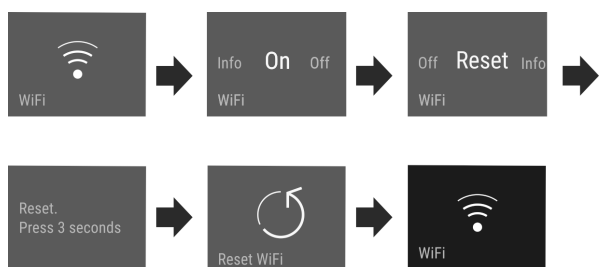 WiFi
Info On Off
WiFi
Off Reset Info
WiFi
Reset.
Press 3 seconds
Reset WiFi
WiFi